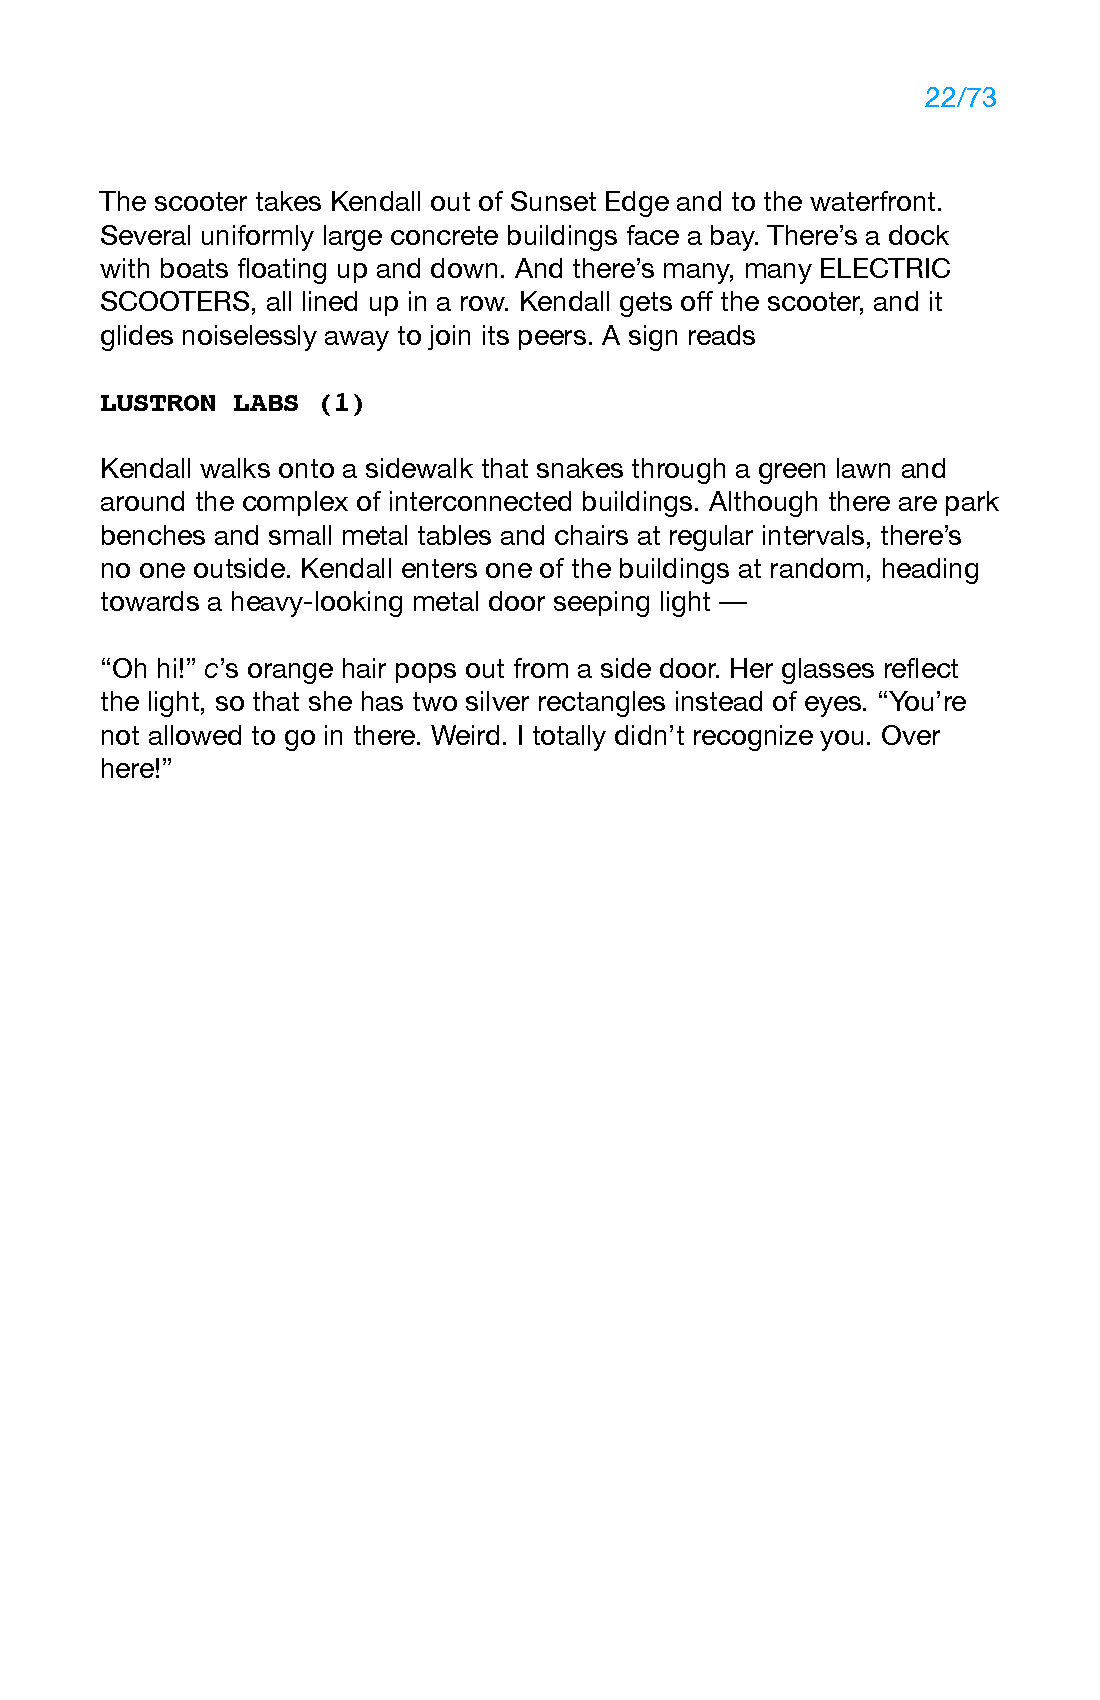 22/73
The scooter takes Kendall out of Sunset Edge and to the waterfront.
Several uniformly large concrete buildings face a bay. There’s a dock
with boats floating up and down. And there’s many, many ELECTRIC
SCOOTERS, all lined up in a row. Kendall gets off the scooter, and it
glides noiselessly away to join its peers. A sign reads
LUSTRON LABS (1)
Kendall walks onto a sidewalk that snakes through a green lawn and
around the complex of interconnected buildings. Although there are park
benches and small metal tables and chairs at regular intervals, there’s
no one outside. Kendall enters one of the buildings at random, heading
towards a heavy-looking metal door seeping light —
“Oh hi!” c’s orange hair pops out from a side door. Her glasses reflect
the light, so that she has two silver rectangles instead of eyes. “You’re
not allowed to go in there. Weird. I totally didn’t recognize you. Over
here!”